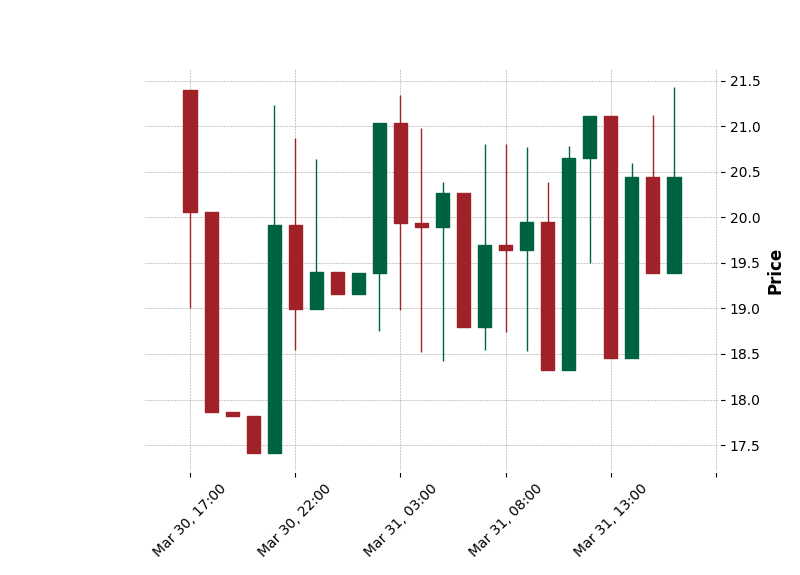 21.5
21.0
20.5
20.0
19.5
19.0
18.5
18.0
17.5
Price
Mar 30, 17:00
Mar 30, 22:00
Mar 31, 03:00
Mar 31, 08:00
Mar 31, 13:00